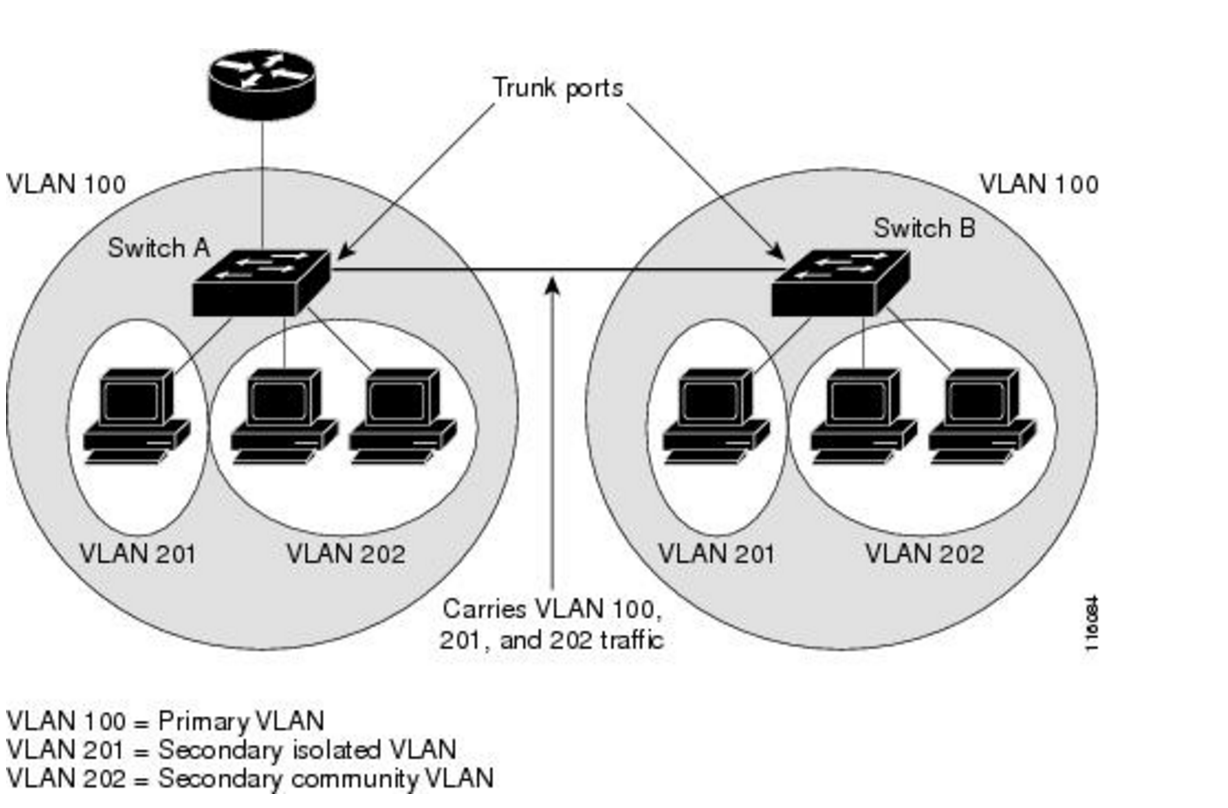 Trunk ports
VLAN 100
VLAN 100
Switch A
Switch B
VLAN 201
VLAN 202
VLAN 201
VLAN 202
Carries VLAN 100,
201, and 202 traffic
116084
VLAN 100 = Primary VLAN
VLAN 201 = Secondary isolated VLAN
VLAN 202 = Secondary community VLAN